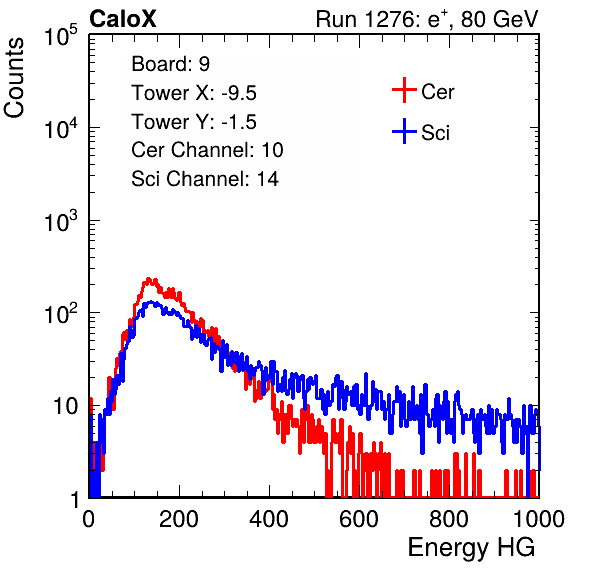 CaloX Run 1276: e⁺, 80 GeV
Counts
10⁵
10⁴
10³
10²
10
1
Board: 9
Tower X: -9.5
Tower Y: -1.5
Cer Channel: 10
Sci Channel: 14
Cer
Sci
0 200 400 600 800 1000
Energy HG